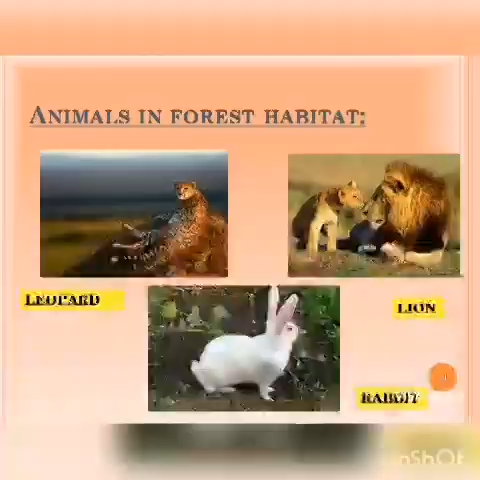 ANIMALS IN FOREST HABITAT:
LEOPARD
LION
RABBIT